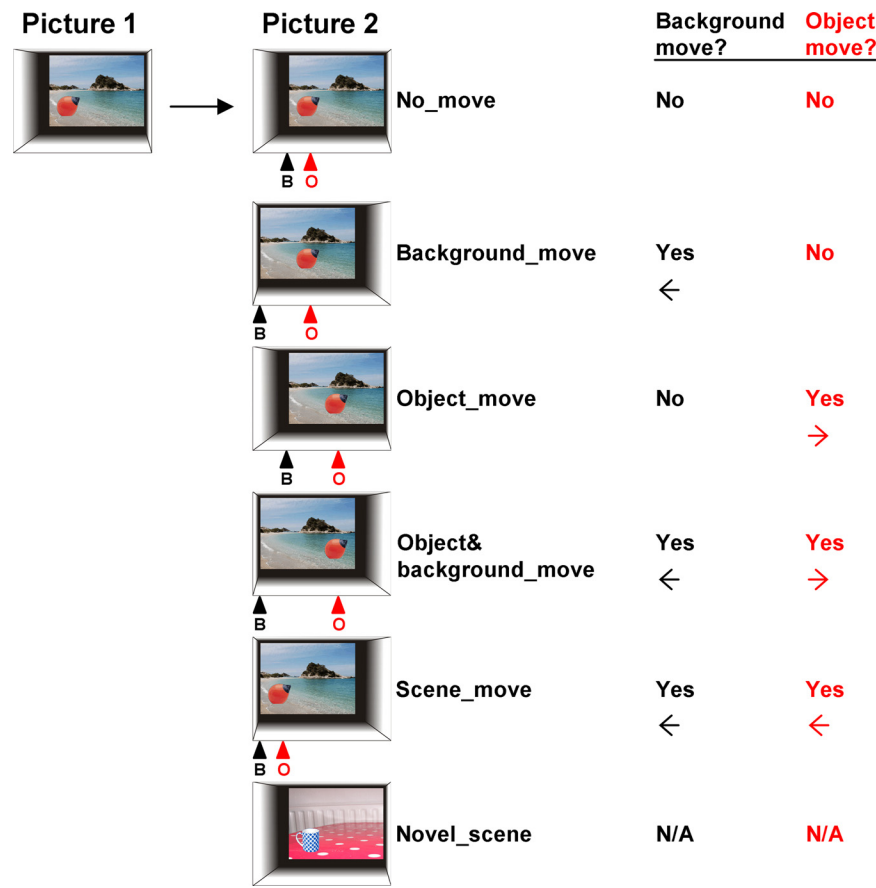 Picture 1 Picture 2 Background move? Object move?
No_move No No
B O
Background_move Yes No
B O
Object_move No Yes
B O
Object& background_move Yes Yes
B O
Scene_move Yes Yes
B O
Novel_scene N/A N/A